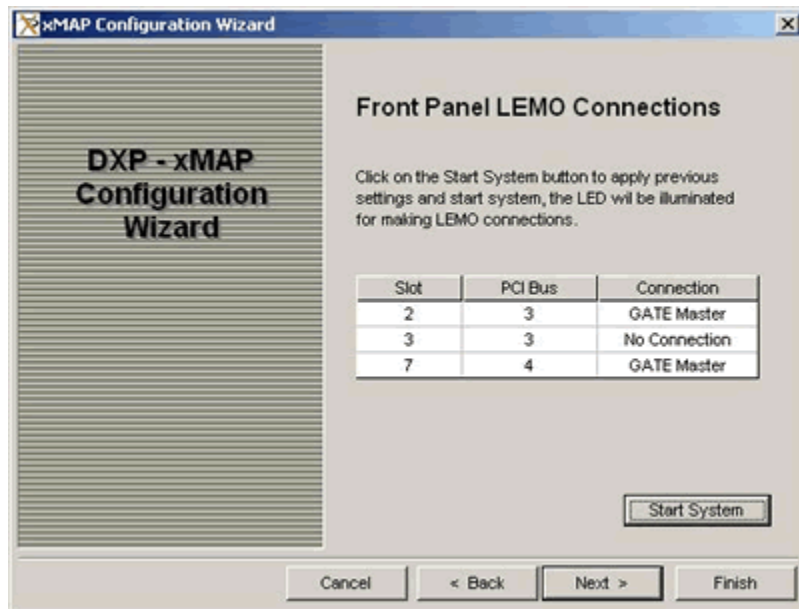 xMAP Configuration Wizard
DXP - xMAP
Configuration
Wizard
Front Panel LEMO Connections
Click on the Start System button to apply previous
settings and start system, the LED wil be illuminated
for making LEMO connections.
Slot PCI Bus Connection
2 3 GATE Master
3 3 No Connection
7 4 GATE Master
Start System
Cancel < Back Next > Finish